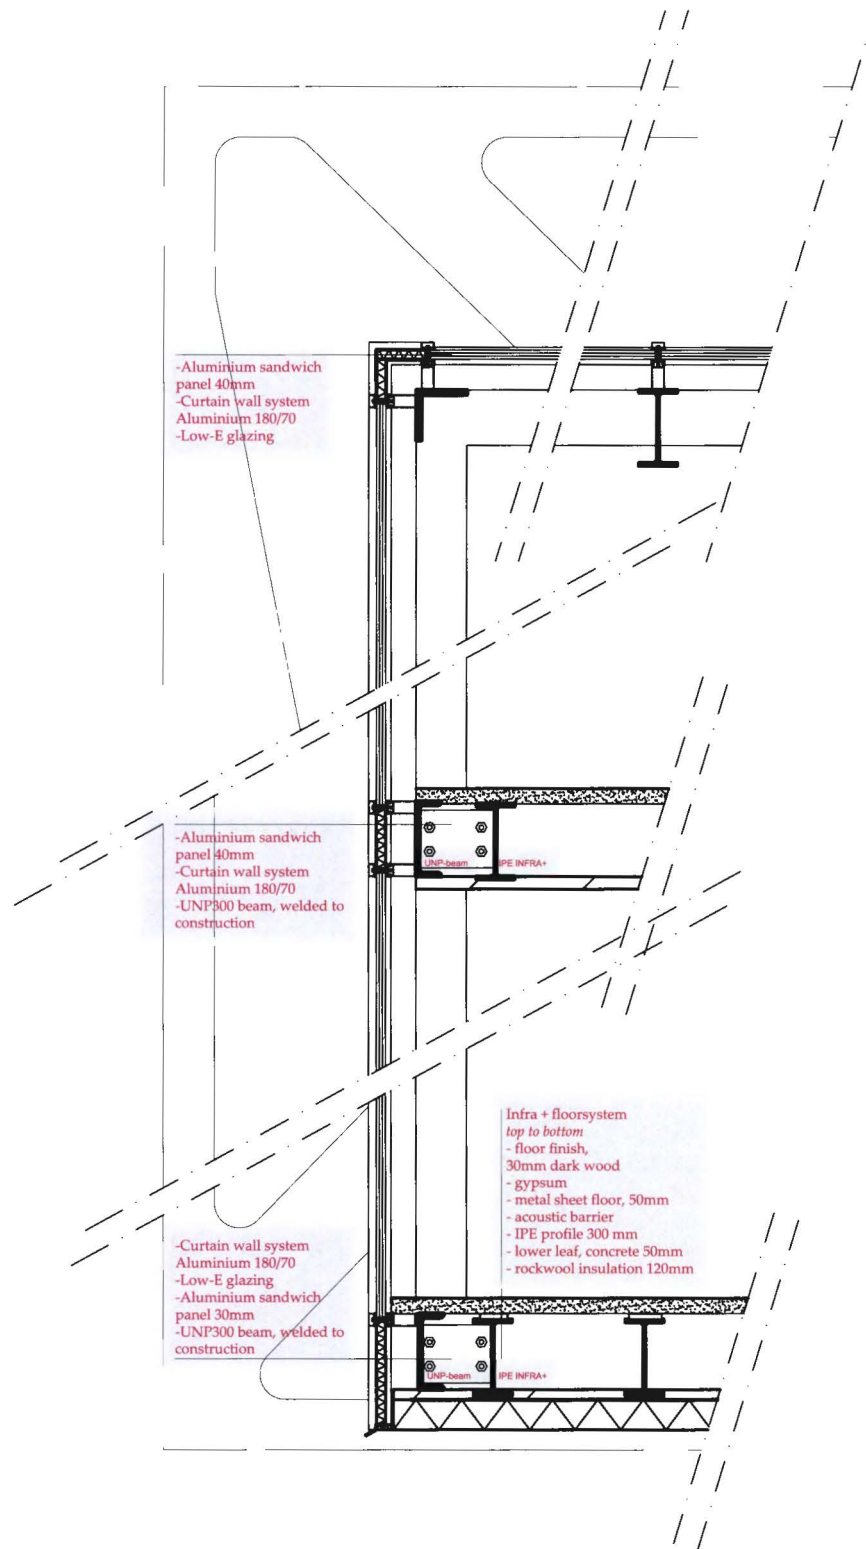 -Aluminium sandwich
panel 40mm
-Curtain wall system
Aluminium 180/70
-Low-E glazing
-Aluminium sandwich
panel 40mm
-Curtain wall system
Aluminium 180/70
-UNP300 beam, welded to
construction
UNP-beam
IPE INFRA+
Infra + floorsystem
top to bottom
- floor finish,
30mm dark wood
- gypsum
- metal sheet floor, 50mm
- acoustic barrier
- IPE profile 300 mm
- lower leaf, concrete 50mm
- rockwool insulation 120mm
-Curtain wall system
Aluminium 180/70
-Low-E glazing
-Aluminium sandwich
panel 30mm
-UNP300 beam, welded to
construction
UNP-beam
IPE INFRA+